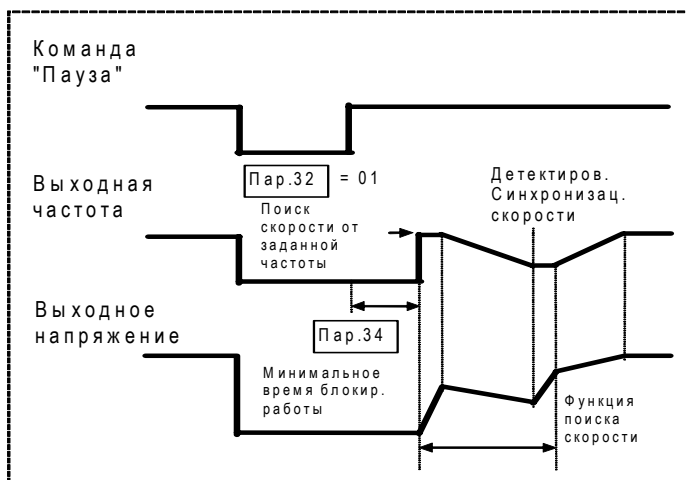 Команда
"Пауза"
Пар.32 = 01
Выходная
частота
Поиск
скорости от
заданной
частоты
Детектиров.
Синхронизац.
скорости
Выходное
напряжение
Пар.34
Минимальное
время блокир.
работы
Функция
поиска
скорости